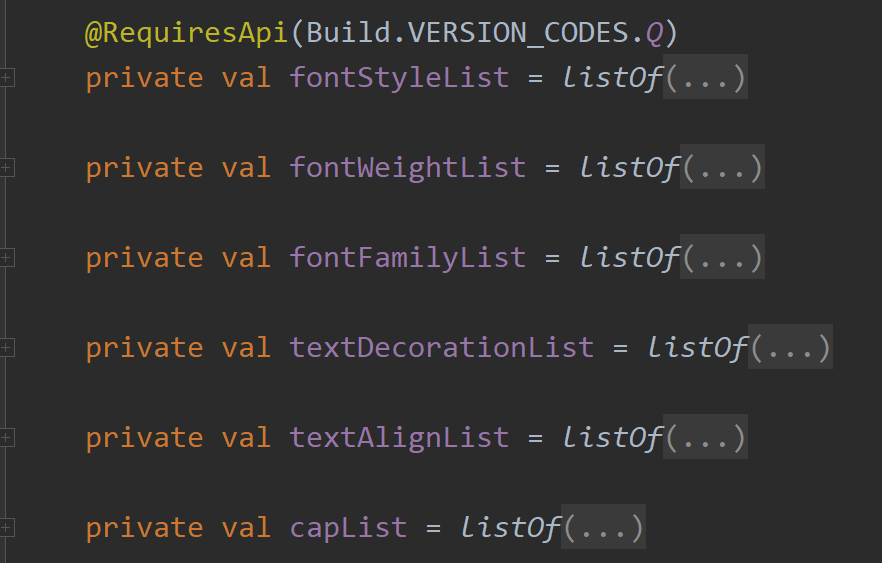 @RequiresApi(Build.VERSION_CODES.Q)
private val fontStyleList = listOf(...)
private val fontWeightList = listOf(...)
private val fontFamilyList = listOf(...)
private val textDecorationList = listOf(...)
private val textAlignList = listOf(...)
private val capList = listOf(...)